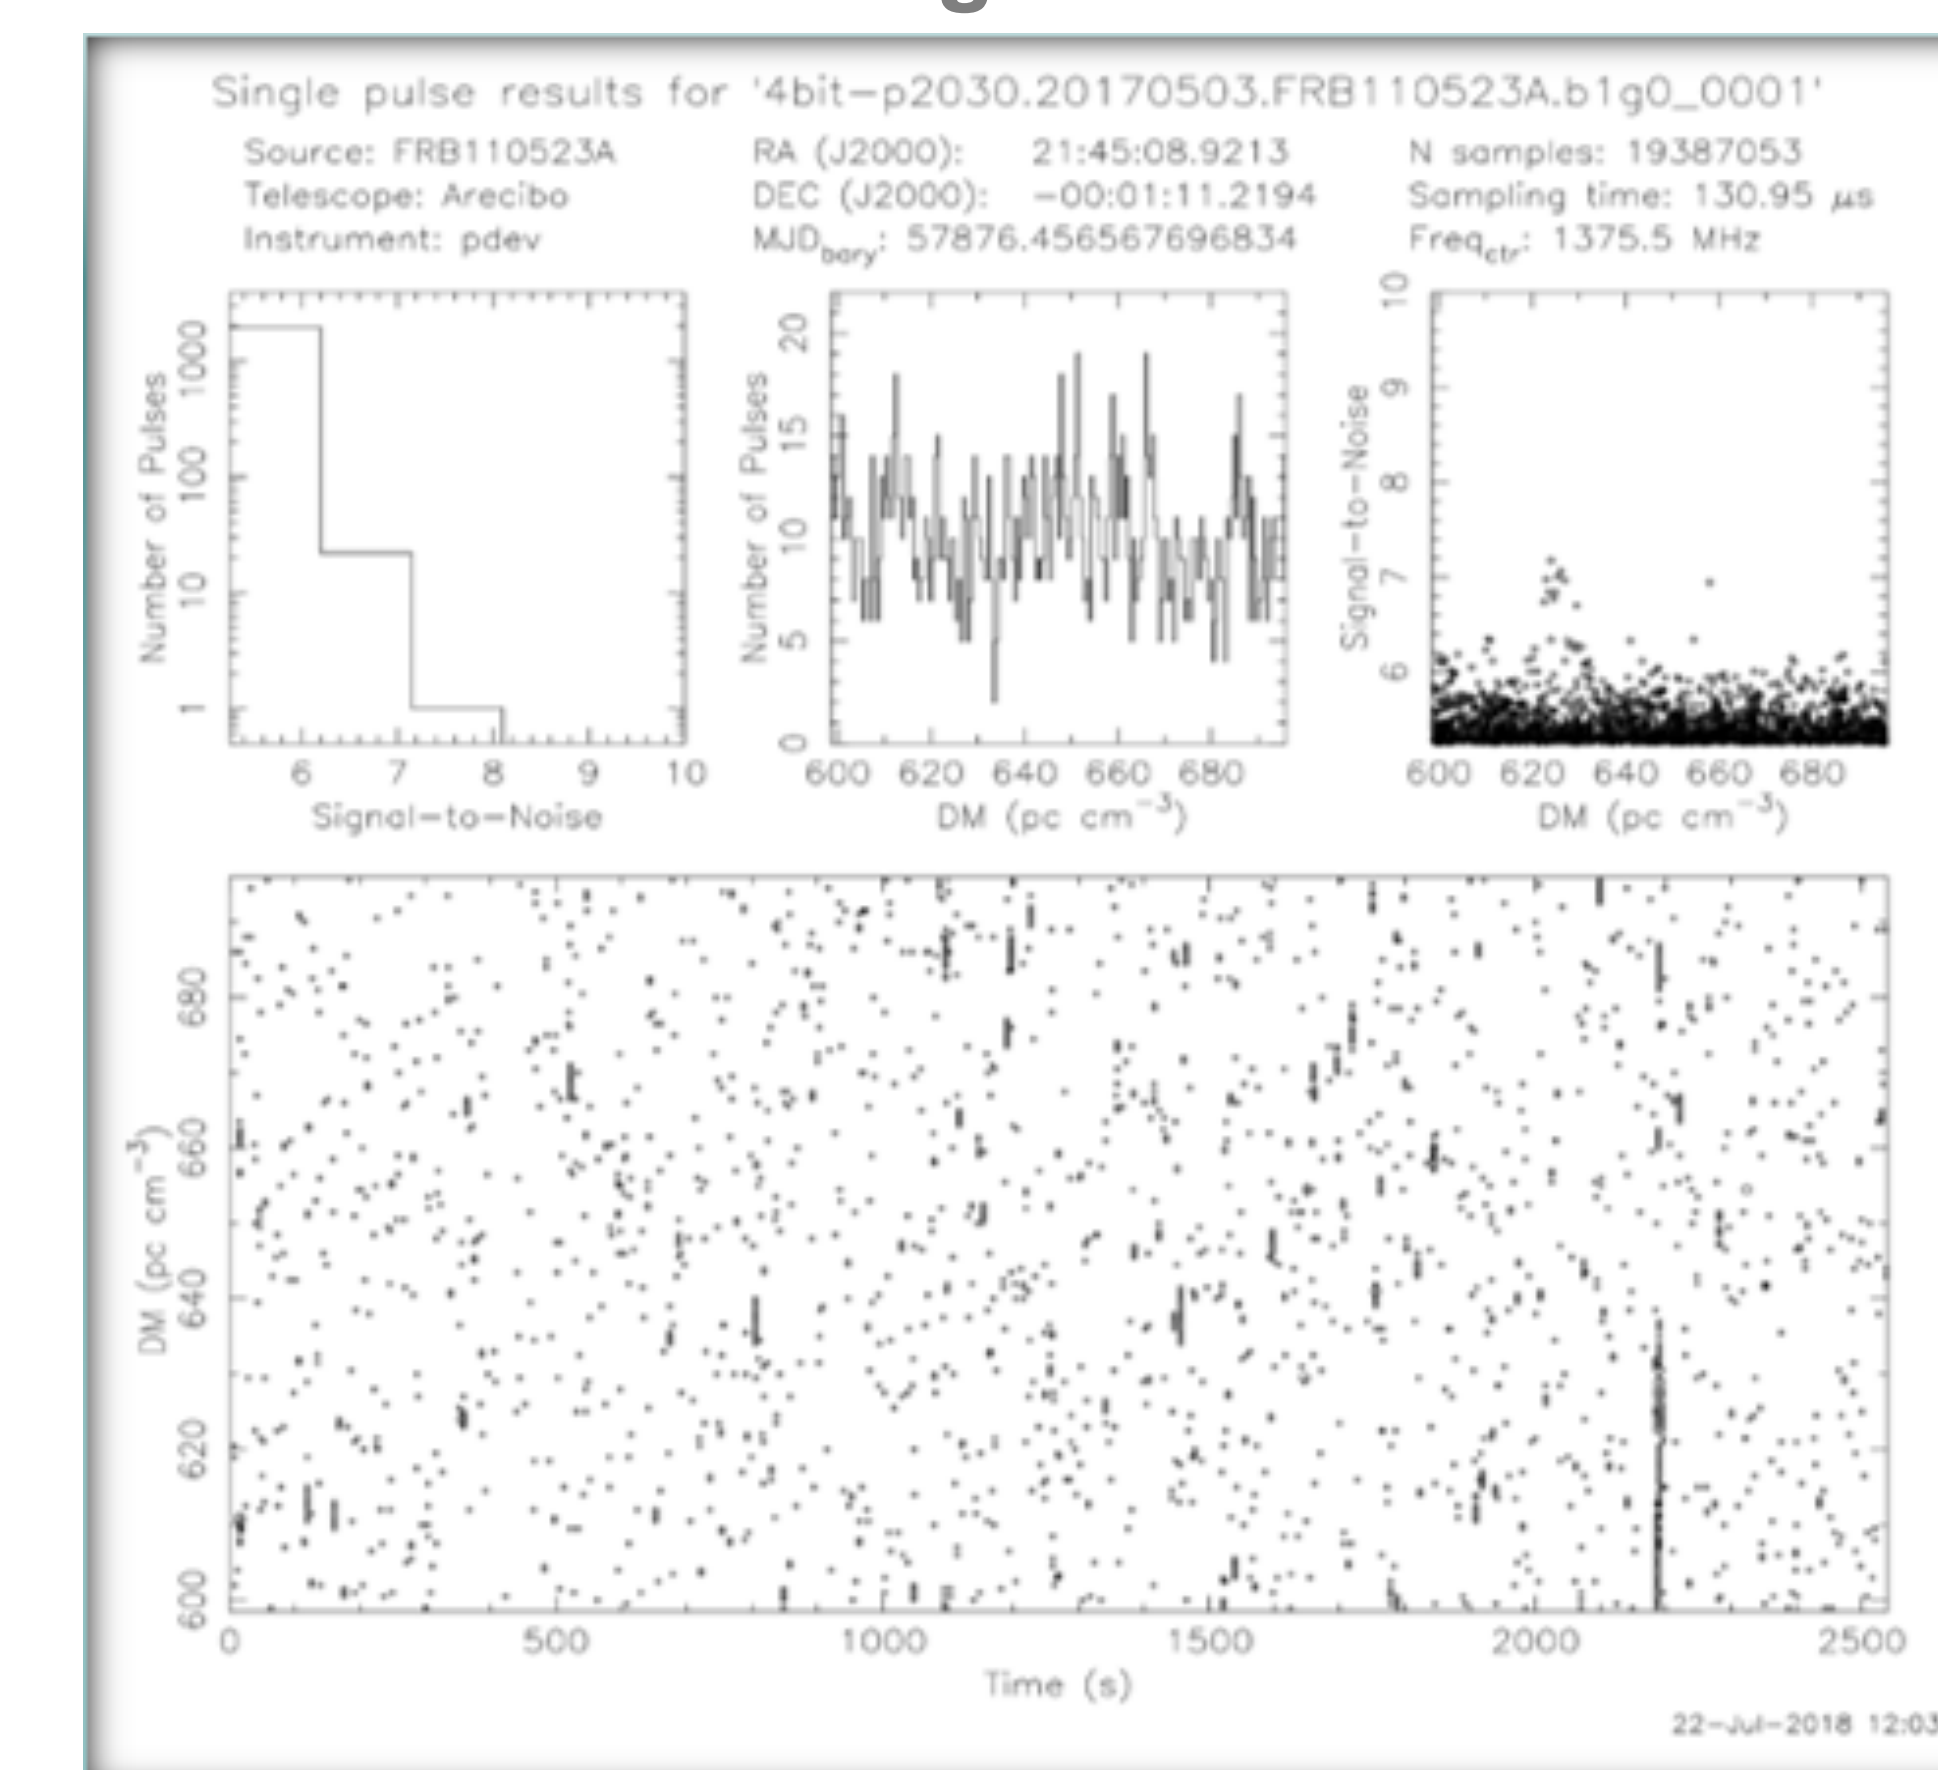 Single pulse results for '4bit-p2030.20170503.FRB110523A.b1g0_0001'
Source: FRB110523A
Telescope: Arecibo
Instrument: pdev
RA (J2000): 21:45:08.9213
DEC (J2000): -00:01:11.2194
MJD_bary: 57876.456567696834
N samples: 19387053
Sampling time: 130.95 μs
Freq_ctr: 1375.5 MHz
Number of Pulses
1 10 100 1000
6 7 8 9 10
Signal-to-Noise
Number of Pulses
0 5 10 15 20
600 620 640 660 680
DM (pc cm⁻³)
Signal-to-Noise
6 7 8 9 10
600 620 640 660 680
DM (pc cm⁻³)
DM (pc cm⁻³)
600 620 640 660 680
0 500 1000 1500 2000 2500
Time (s)
22-Jul-2018 12:03